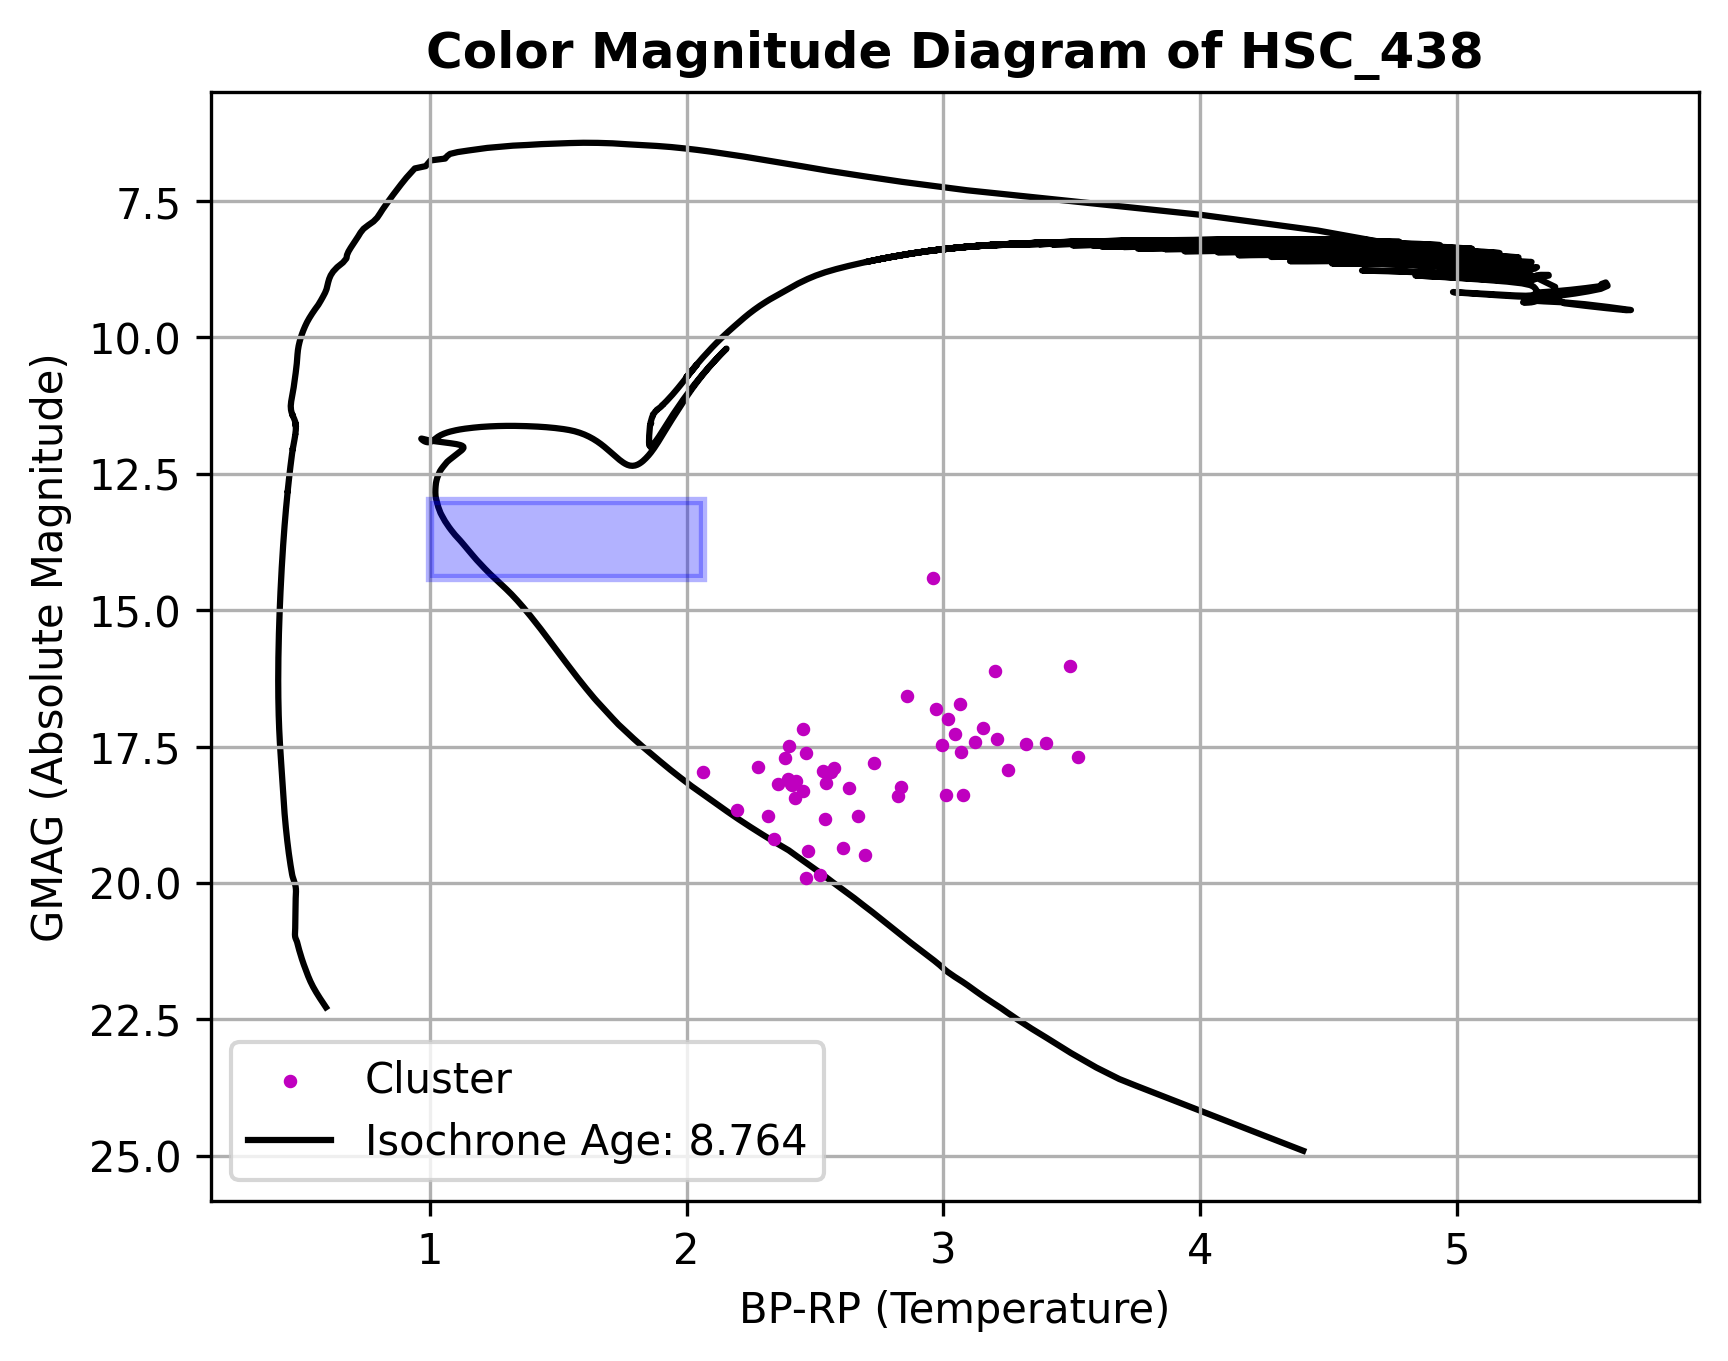 Color Magnitude Diagram of HSC_438
GMAG (Absolute Magnitude)
7.5
10.0
12.5
15.0
17.5
20.0
22.5
25.0
Cluster
Isochrone Age: 8.764
1 2 3 4 5
BP-RP (Temperature)